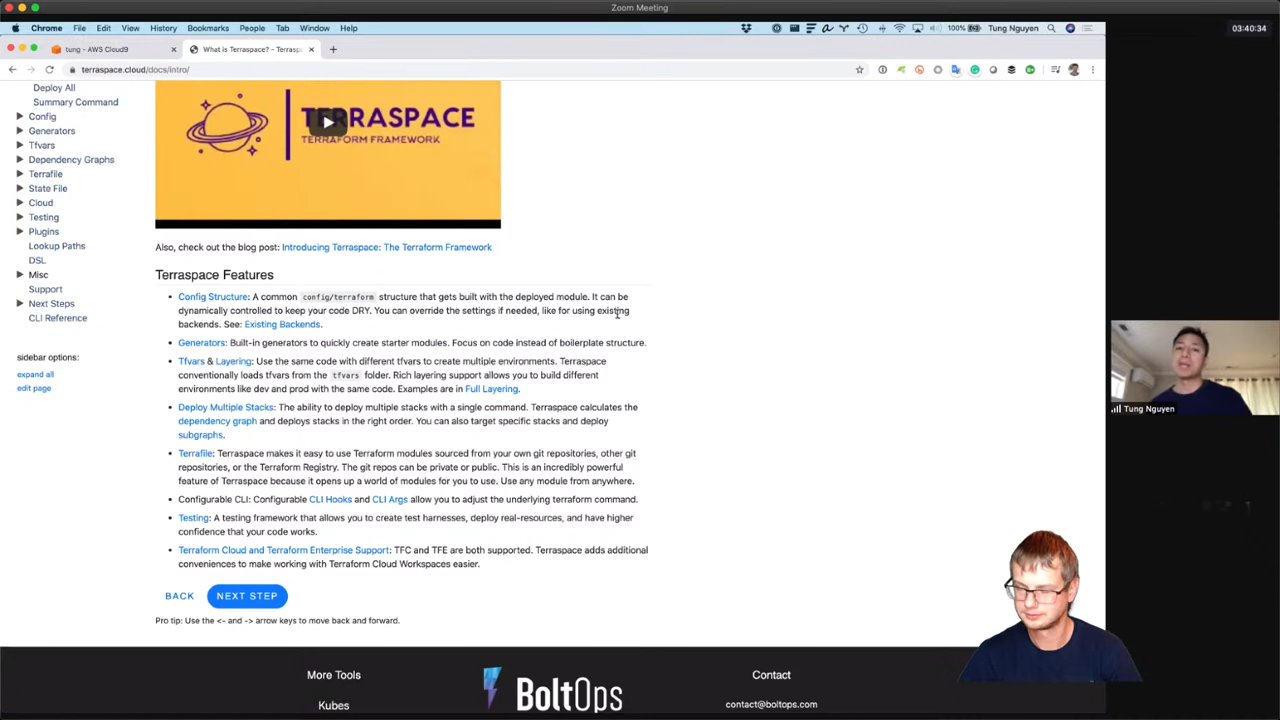 Zoom Meeting
Chrome File Edit View History Bookmarks People Tab Window Help
100% Tung Nguyen
03:40:34
tung - AWS Cloud9
What is Terraspace? - Terrasp
terraspace.cloud/docs/intro/
Deploy All
Summary Command
Config
Generators
Tfvars
Dependency Graphs
Terrafile
State File
Cloud
Testing
Plugins
Lookup Paths
DSL
Misc
Support
Next Steps
CLI Reference
sidebar options:
expand all
edit page
TERRASPACE
TERRAFORM FRAMEWORK
Also, check out the blog post: Introducing Terraspace: The Terraform Framework
Terraspace Features
Config Structure: A common config/terraform structure that gets built with the deployed module. It can be
dynamically controlled to keep your code DRY. You can override the settings if needed, like for using existing
backends. See: Existing Backends.
Generators: Built-in generators to quickly create starter modules. Focus on code instead of boilerplate structure.
Tfvars & Layering: Use the same code with different tfvars to create multiple environments. Terraspace
conventionally loads tfvars from the tfvars folder. Rich layering support allows you to build different
environments like dev and prod with the same code. Examples are in Full Layering.
Deploy Multiple Stacks: The ability to deploy multiple stacks with a single command. Terraspace calculates the
dependency graph and deploys stacks in the right order. You can also target specific stacks and deploy
subgraphs.
Terrafile: Terraspace makes it easy to use Terraform modules sourced from your own git repositories, other git
repositories, or the Terraform Registry. The git repos can be private or public. This is an incredibly powerful
feature of Terraspace because it opens up a world of modules for you to use. Use any module from anywhere.
Configurable CLI: Configurable CLI Hooks and CLI Args allow you to adjust the underlying terraform command.
Testing: A testing framework that allows you to create test harnesses, deploy real-resources, and have higher
confidence that your code works.
Terraform Cloud and Terraform Enterprise Support: TFC and TFE are both supported. Terraspace adds additional
conveniences to make working with Terraform Cloud Workspaces easier.
BACK
NEXT STEP
Pro tip: Use the <- and -> arrow keys to move back and forward.
More Tools
Kubes
BoltOps
Contact
contact@boltops.com
Tung Nguyen